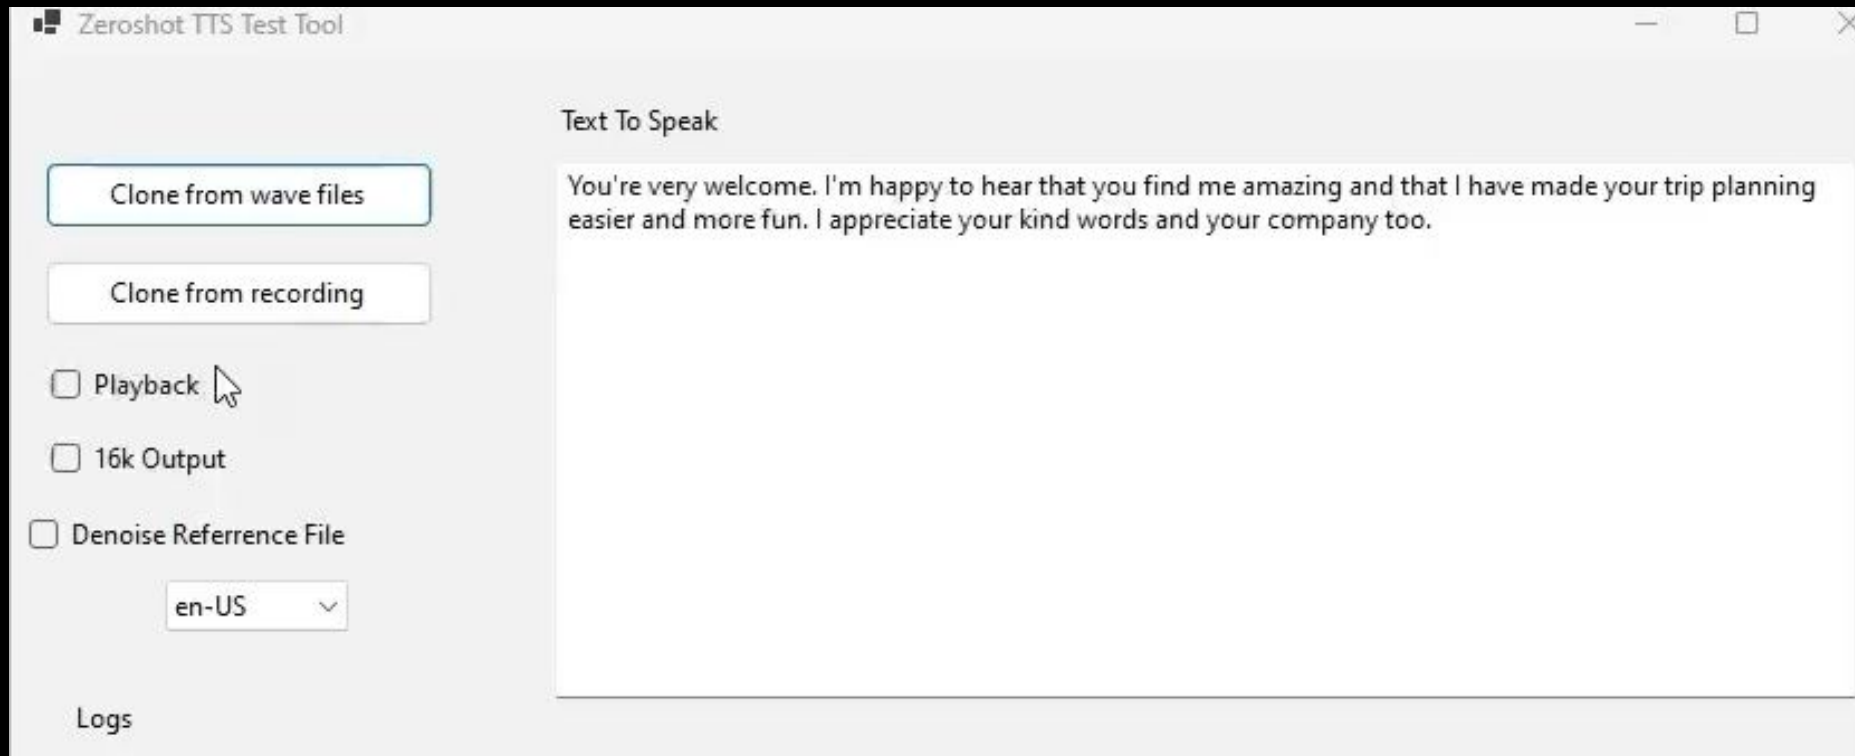 Zeroshot TTS Test Tool
Text To Speak
Clone from wave files
You're very welcome. I'm happy to hear that you find me amazing and that I have made your trip planning
easier and more fun. I appreciate your kind words and your company too.
Clone from recording
Playback
16k Output
Denoise Referrence File
en-US
Logs